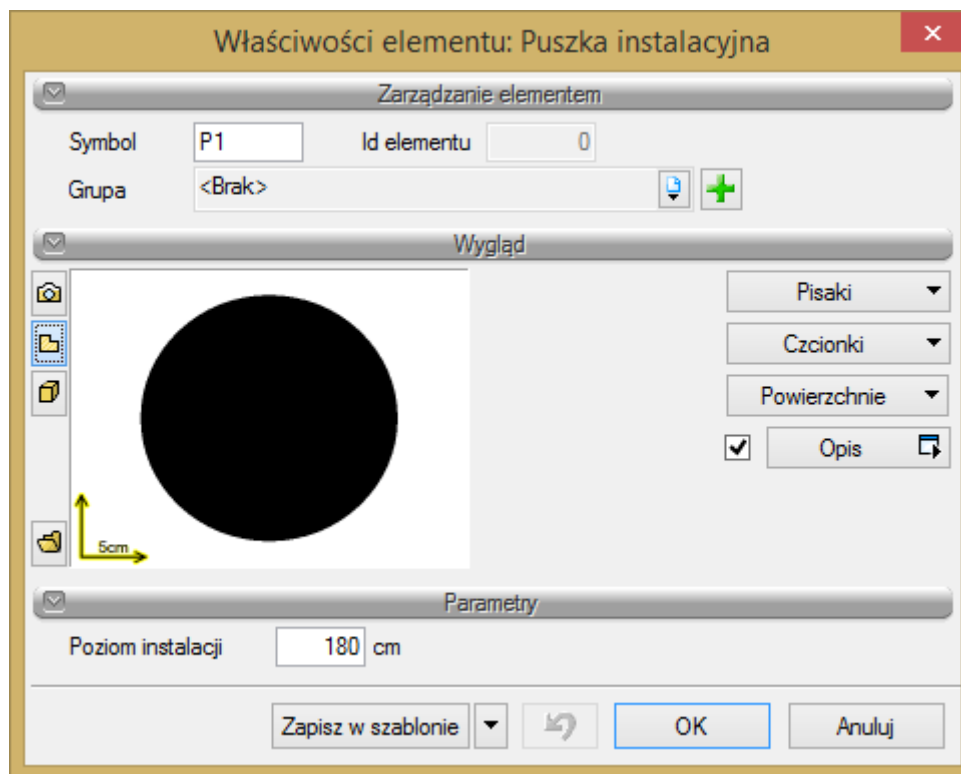 Właściwości elementu: Puszka instalacyjna
Zarządzanie elementem
Symbol P1 Id elementu 0
Grupa <Brak>
Wygląd
Pisaki
Czcionki
Powierzchnie
Opis
5cm
Parametry
Poziom instalacji 180 cm
Zapisz w szablonie OK Anuluj